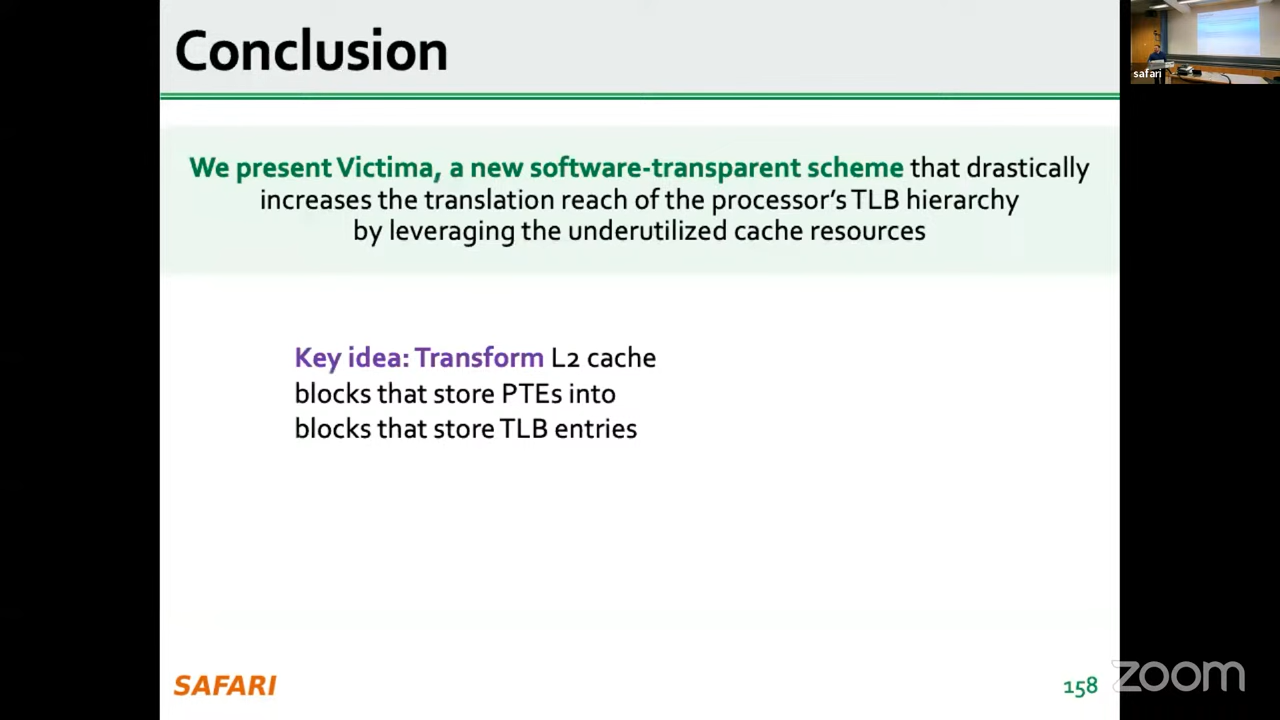 Conclusion
safari
We present Victima, a new software-transparent scheme that drastically
increases the translation reach of the processor's TLB hierarchy
by leveraging the underutilized cache resources
Key idea: Transform L2 cache
blocks that store PTEs into
blocks that store TLB entries
SAFARI
158
zoom